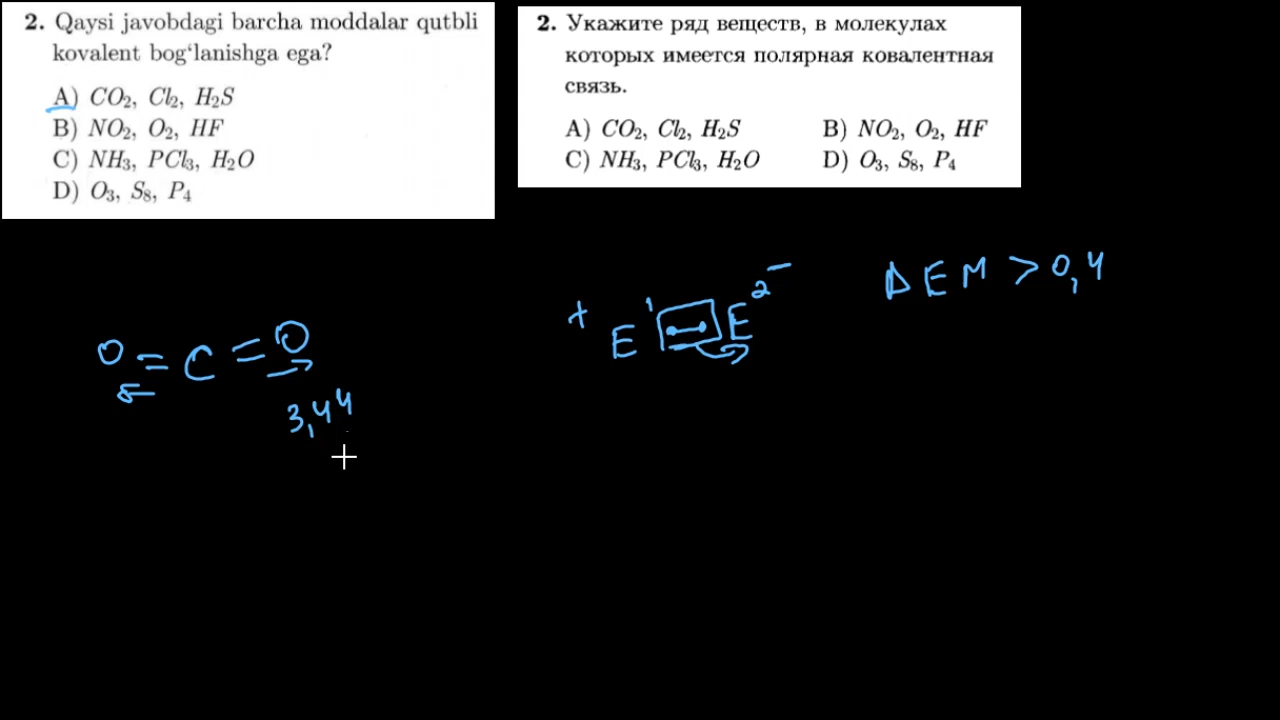 2. Qaysi javobdagi barcha moddalar qutbli
kovalent bog‘lanishga ega?
A) CO₂, Cl₂, H₂S
B) NO₂, O₂, HF
C) NH₃, PCl₃, H₂O
D) O₃, S₈, P₄
2. Укажите ряд веществ, в молекулах
которых имеется полярная ковалентная
связь.
A) CO₂, Cl₂, H₂S B) NO₂, O₂, HF
C) NH₃, PCl₃, H₂O D) O₃, S₈, P₄
+ E¹ E² −
ΔEM > 0,4
O = C = O
3,44